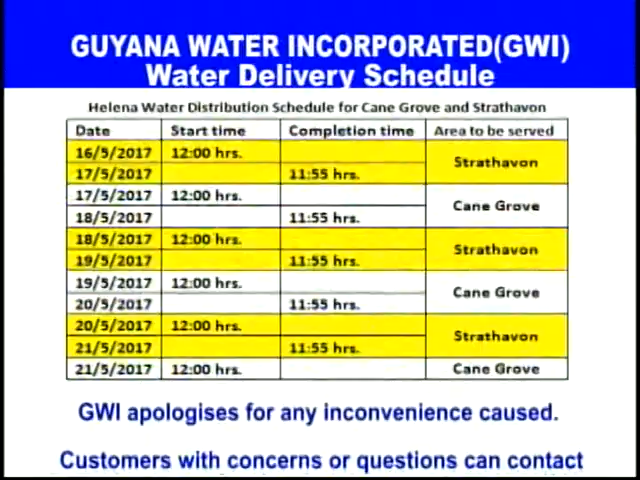 GUYANA WATER INCORPORATED(GWI)
Water Delivery Schedule
Helena Water Distribution Schedule for Cane Grove and Strathavon
Date Start time Completion time Area to be served
16/5/2017 12:00 hrs.
Strathavon
17/5/2017 11:55 hrs.
17/5/2017 12:00 hrs.
Cane Grove
18/5/2017 11:55 hrs.
18/5/2017 12:00 hrs.
Strathavon
19/5/2017 11:55 hrs.
19/5/2017 12:00 hrs.
Cane Grove
20/5/2017 11:55 hrs.
20/5/2017 12:00 hrs.
Strathavon
21/5/2017 11:55 hrs.
21/5/2017 12:00 hrs. Cane Grove
GWI apologises for any inconvenience caused.
Customers with concerns or questions can contact